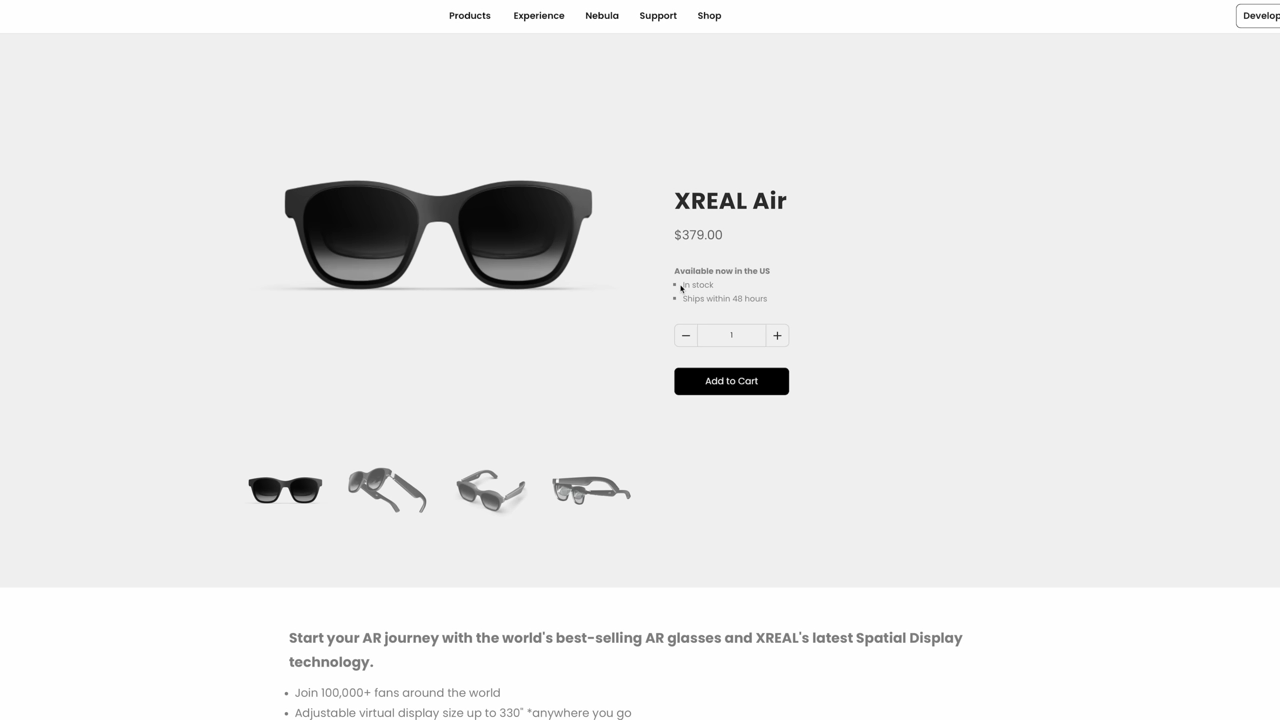 Products Experience Nebula Support Shop
XREAL Air
$379.00
Available now in the US
In stock
Ships within 48 hours
1
Add to Cart
Start your AR journey with the world's best-selling AR glasses and XREAL's latest Spatial Display
technology.
Join 100,000+ fans around the world
Adjustable virtual display size up to 330" *anywhere you go